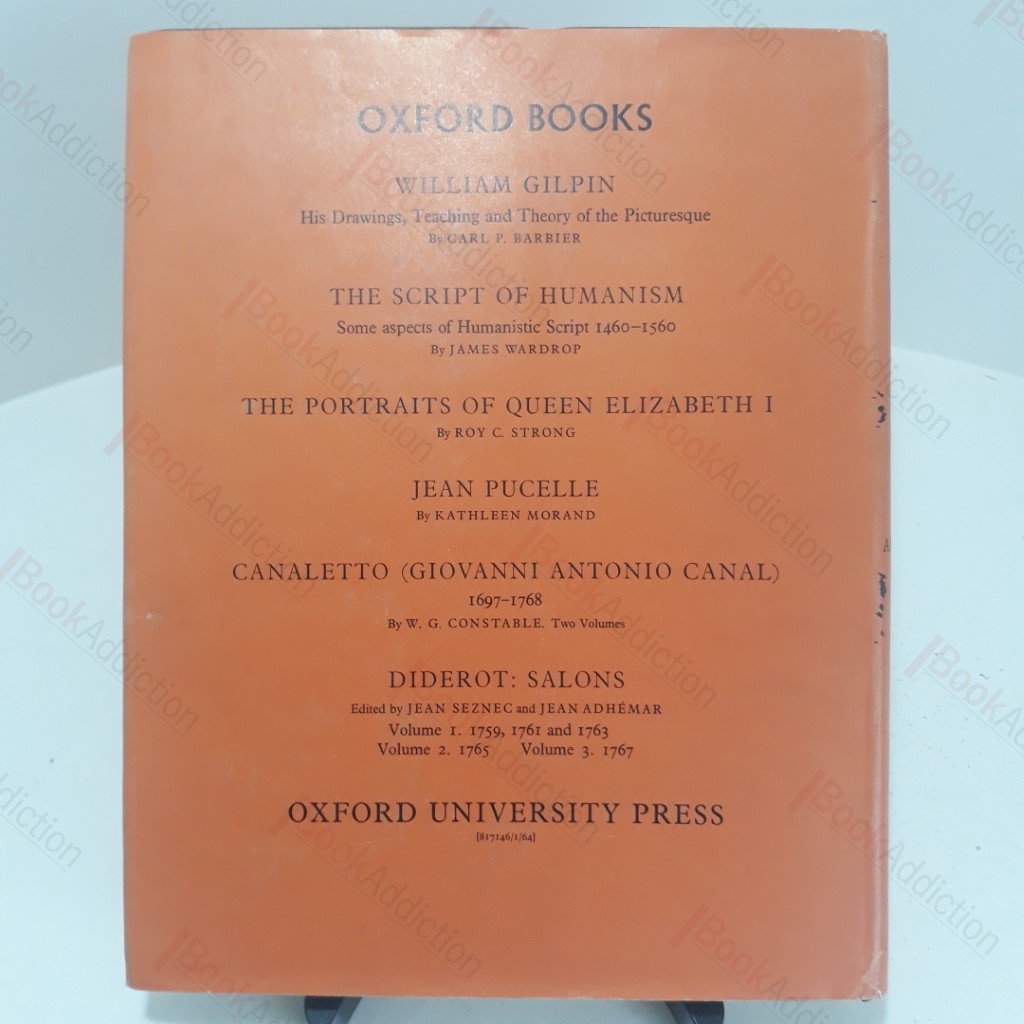 OXFORD BOOKS
WILLIAM GILPIN
His Drawings, Teaching and Theory of the Picturesque
By CARL P. BARBIER
THE SCRIPT OF HUMANISM
Some aspects of Humanistic Script 1460–1560
By JAMES WARDROP
THE PORTRAITS OF QUEEN ELIZABETH I
By ROY C. STRONG
JEAN PUCELLE
By KATHLEEN MORAND
CANALETTO (GIOVANNI ANTONIO CANAL)
1697–1768
By W. G. CONSTABLE. Two Volumes
DIDEROT: SALONS
Edited by JEAN SEZNEC and JEAN ADHÉMAR
Volume 1. 1759, 1761 and 1763
Volume 2. 1765 Volume 3. 1767
OXFORD UNIVERSITY PRESS
[817146/1/64]
BookAddiction